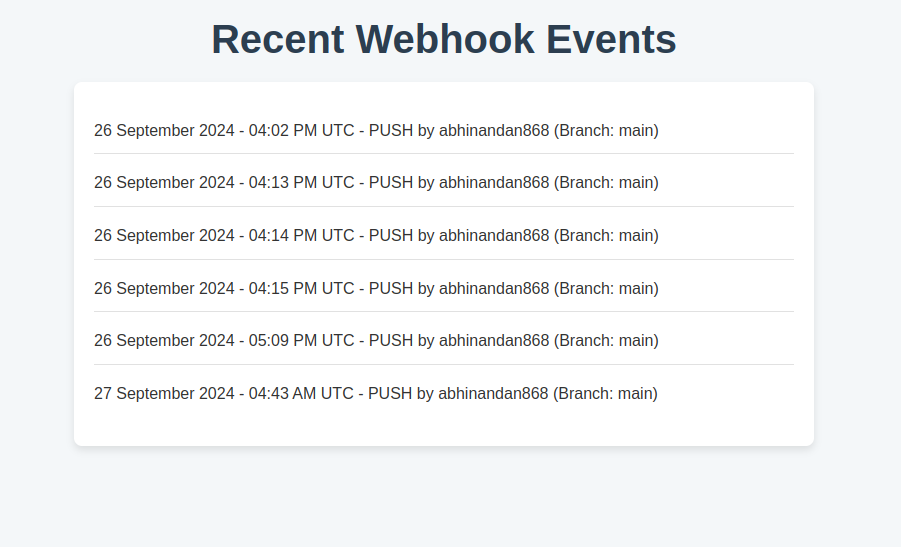 Recent Webhook Events
26 September 2024 - 04:02 PM UTC - PUSH by abhinandan868 (Branch: main)
26 September 2024 - 04:13 PM UTC - PUSH by abhinandan868 (Branch: main)
26 September 2024 - 04:14 PM UTC - PUSH by abhinandan868 (Branch: main)
26 September 2024 - 04:15 PM UTC - PUSH by abhinandan868 (Branch: main)
26 September 2024 - 05:09 PM UTC - PUSH by abhinandan868 (Branch: main)
27 September 2024 - 04:43 AM UTC - PUSH by abhinandan868 (Branch: main)